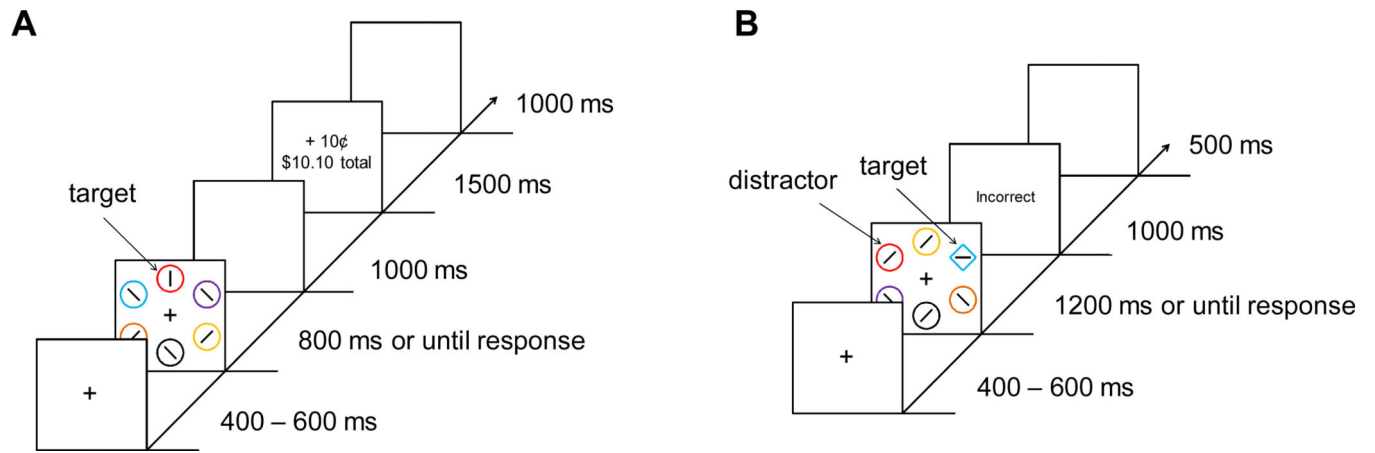 A
target
+
+
+ 10¢
$10.10 total
1000 ms
1500 ms
1000 ms
800 ms or until response
400 – 600 ms
B
distractor
target
+
+
Incorrect
500 ms
1000 ms
1200 ms or until response
400 – 600 ms